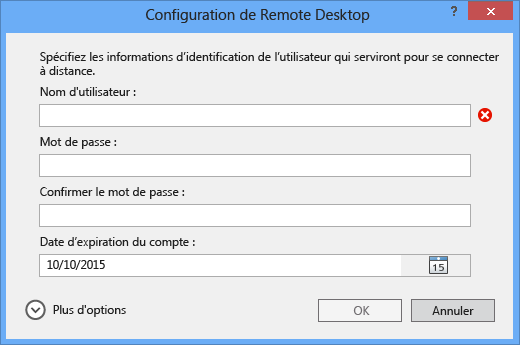 Configuration de Remote Desktop
?
Spécifiez les informations d'identification de l'utilisateur qui serviront pour se connecter
à distance.
Nom d'utilisateur :
Mot de passe :
Confirmer le mot de passe :
Date d'expiration du compte :
10/10/2015
15
Plus d'options
OK
Annuler